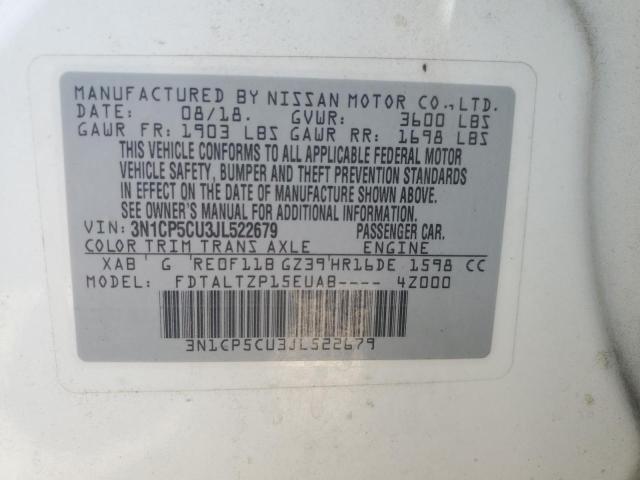 MANUFACTURED BY NISSAN MOTOR CO., LTD.
DATE: 08/18. GVWR: 3600 LBS
GAWR FR: 1903 LBS GAWR RR: 1698 LBS
THIS VEHICLE CONFORMS TO ALL APPLICABLE FEDERAL MOTOR
VEHICLE SAFETY, BUMPER AND THEFT PREVENTION STANDARDS
IN EFFECT ON THE DATE OF MANUFACTURE SHOWN ABOVE.
SEE OWNER'S MANUAL FOR ADDITIONAL INFORMATION.
VIN: 3N1CP5CU3JL522679 PASSENGER CAR.
COLOR TRIM TRANS AXLE ENGINE
XAB G RE0F11B GZ39 HR16DE 1598 CC
MODEL: FDTALTZP15EUAB---- 4Z000
3N1CP5CU3JL522679